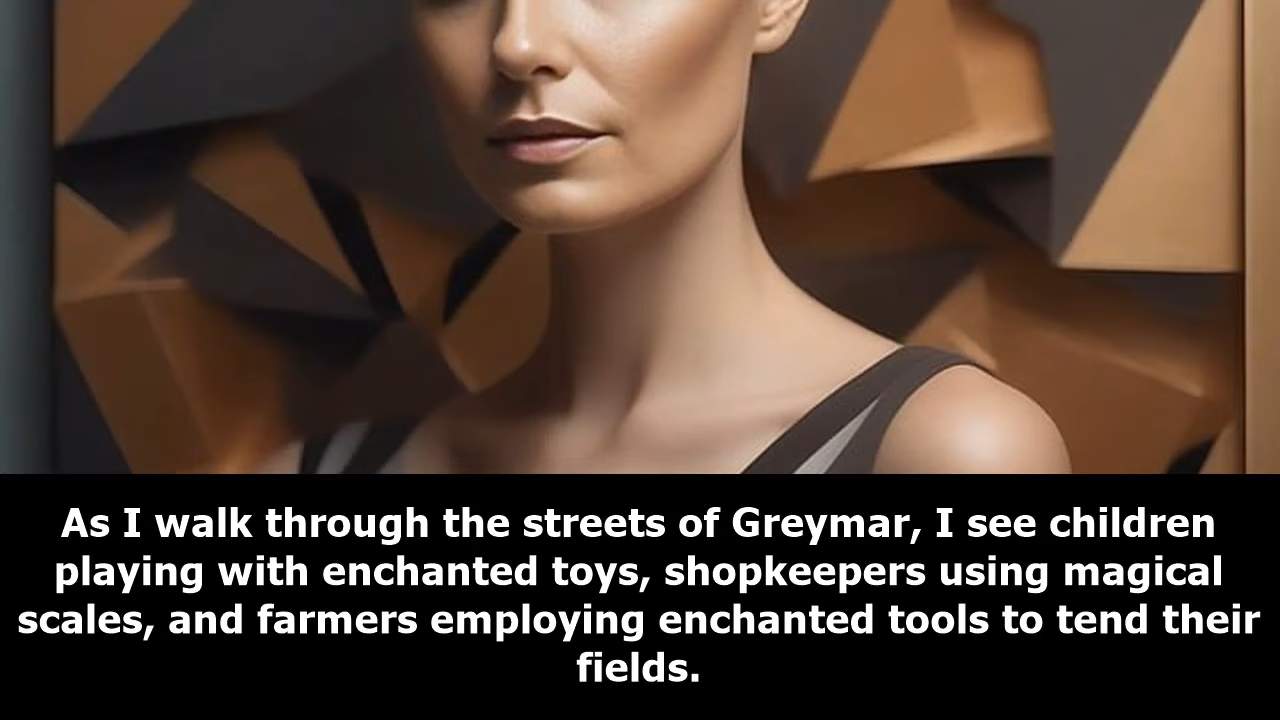 As I walk through the streets of Greymar, I see children
playing with enchanted toys, shopkeepers using magical
scales, and farmers employing enchanted tools to tend their
fields.